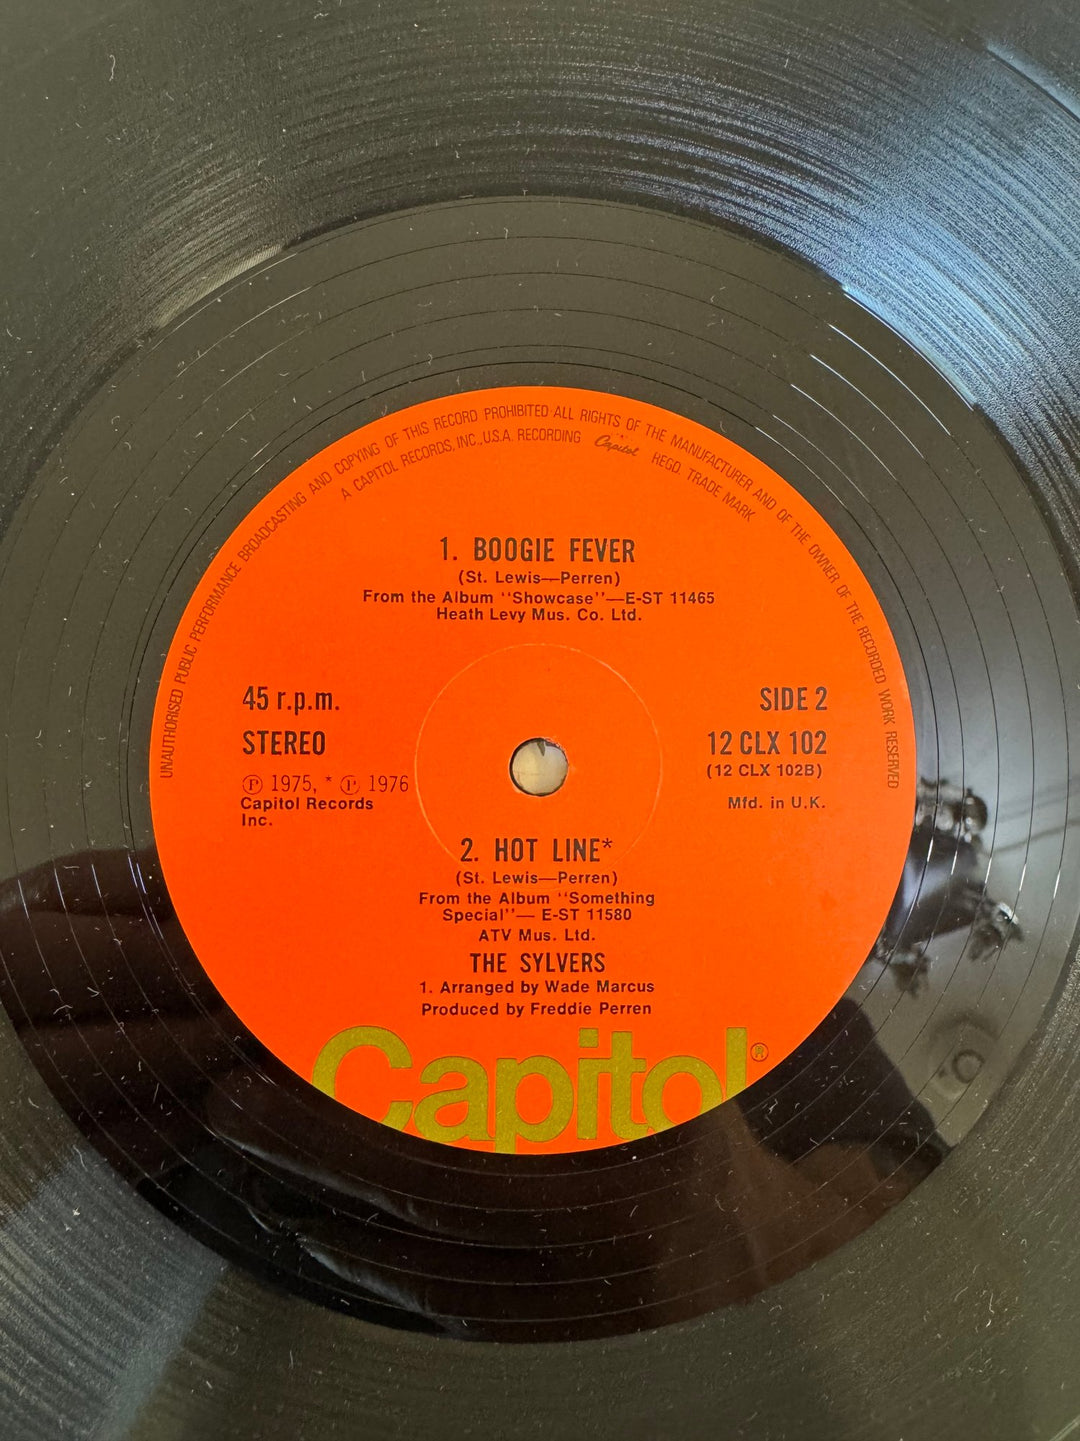 UNAUTHORISED PUBLIC PERFORMANCE BROADCASTING AND COPYING OF THIS RECORD PROHIBITED·ALL RIGHTS OF THE MANUFACTURER AND OF THE OWNER OF THE RECORDED WORK RESERVED
A CAPITOL RECORDS, INC., U.S.A. RECORDING Capitol REGD. TRADE MARK
1. BOOGIE FEVER
(St. Lewis—Perren)
From the Album "Showcase"—E-ST 11465
Heath Levy Mus. Co. Ltd.
45 r.p.m.
STEREO
Ⓟ 1975, * Ⓟ 1976
Capitol Records
Inc.
SIDE 2
12 CLX 102
(12 CLX 102B)
Mfd. in U.K.
2. HOT LINE*
(St. Lewis—Perren)
From the Album "Something
Special"— E-ST 11580
ATV Mus. Ltd.
THE SYLVERS
1. Arranged by Wade Marcus
Produced by Freddie Perren
Capitol®